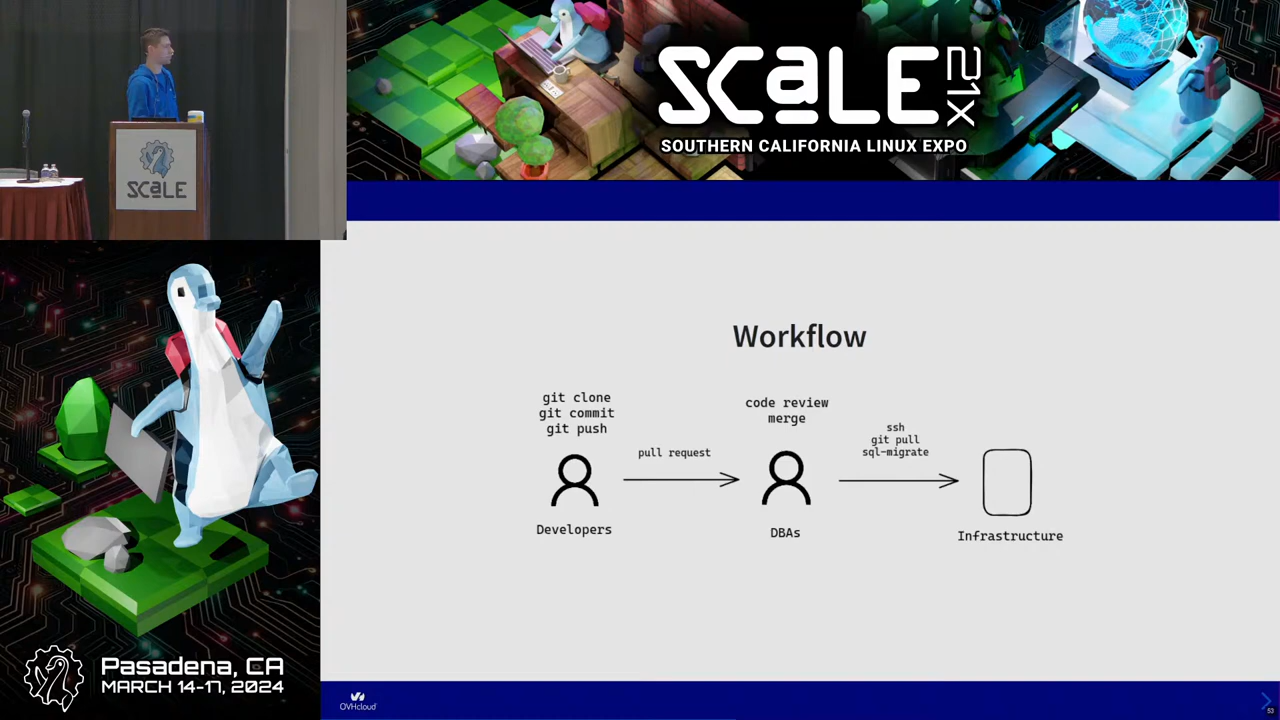 SCALE
SCALE
21X
SOUTHERN CALIFORNIA LINUX EXPO
Workflow
git clone
git commit
git push
pull request
Developers
code review
merge
DBAs
ssh
git pull
sql-migrate
Infrastructure
Pasadena, CA
MARCH 14-17, 2024
OVHcloud
53